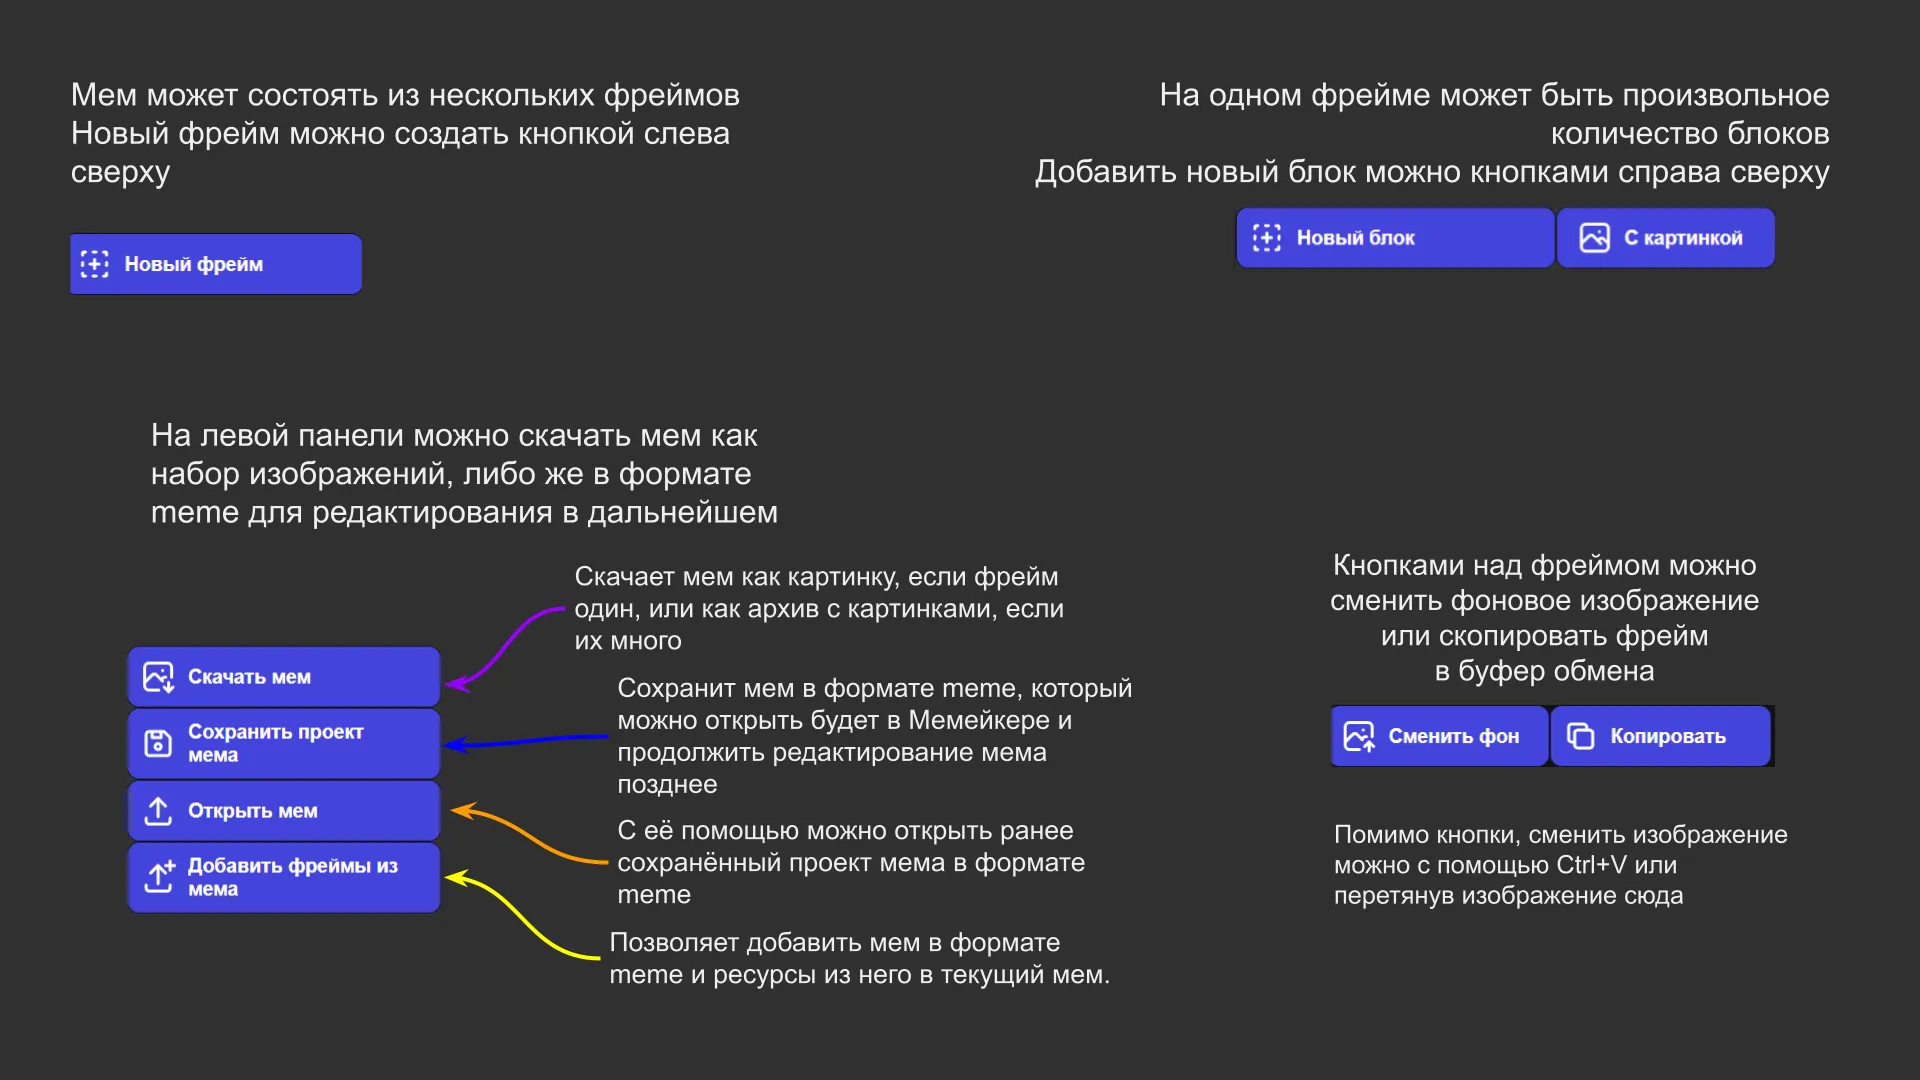 Мем может состоять из нескольких фреймов
Новый фрейм можно создать кнопкой слева
сверху
Новый фрейм
На одном фрейме может быть произвольное
количество блоков
Добавить новый блок можно кнопками справа сверху
Новый блок
С картинкой
На левой панели можно скачать мем как
набор изображений, либо же в формате
meme для редактирования в дальнейшем
Скачает мем как картинку, если фрейм
один, или как архив с картинками, если
их много
Скачать мем
Сохранит мем в формате meme, который
можно открыть будет в Мемейкере и
продолжить редактирование мема
позднее
Сохранить проект
мема
С её помощью можно открыть ранее
сохранённый проект мема в формате
meme
Открыть мем
Позволяет добавить мем в формате
meme и ресурсы из него в текущий мем.
Добавить фреймы из
мема
Кнопками над фреймом можно
сменить фоновое изображение
или скопировать фрейм
в буфер обмена
Сменить фон
Копировать
Помимо кнопки, сменить изображение
можно с помощью Ctrl+V или
перетянув изображение сюда